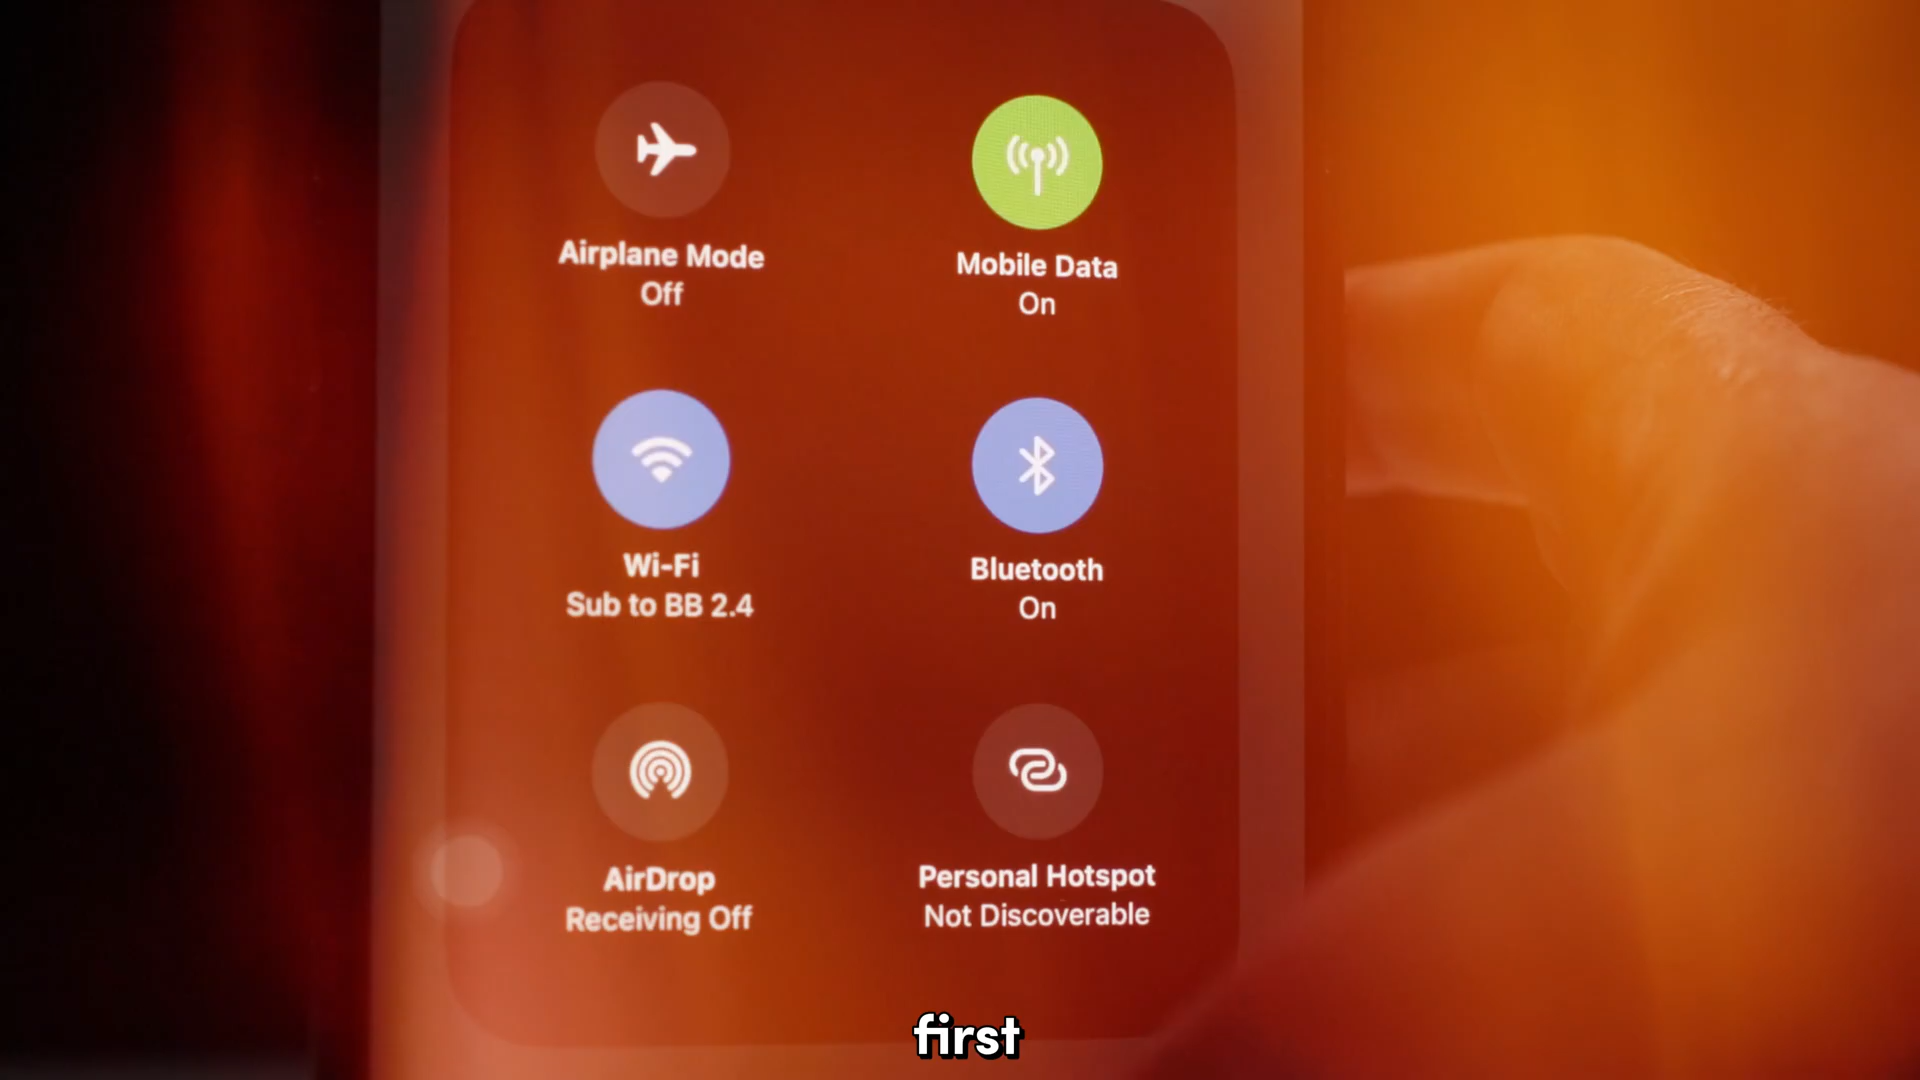 Airplane Mode
Off
Mobile Data
On
Wi-Fi
Sub to BB 2.4
Bluetooth
On
AirDrop
Receiving Off
Personal Hotspot
Not Discoverable
first